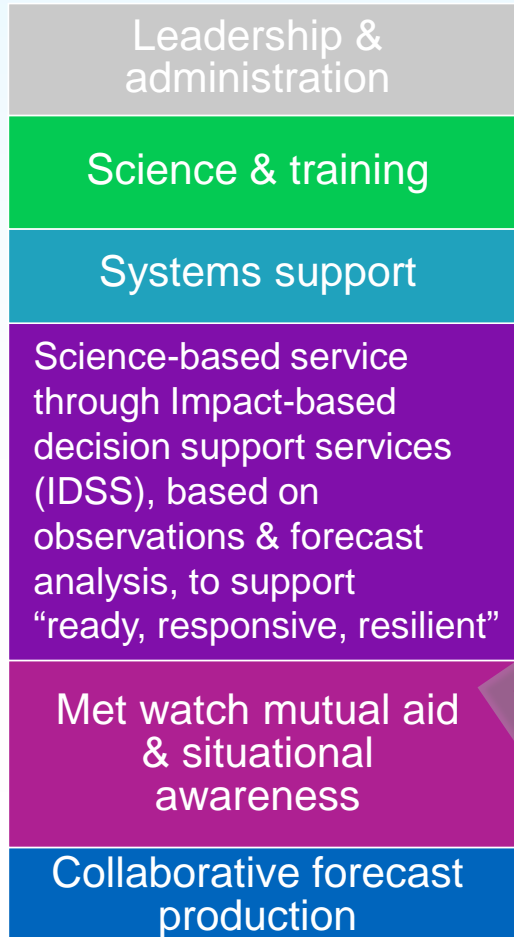 Leadership &
administration
Science & training
Systems support
Science-based service
through Impact-based
decision support services
(IDSS), based on
observations & forecast
analysis, to support
“ready, responsive, resilient”
Met watch mutual aid
& situational
awareness
Collaborative forecast
production